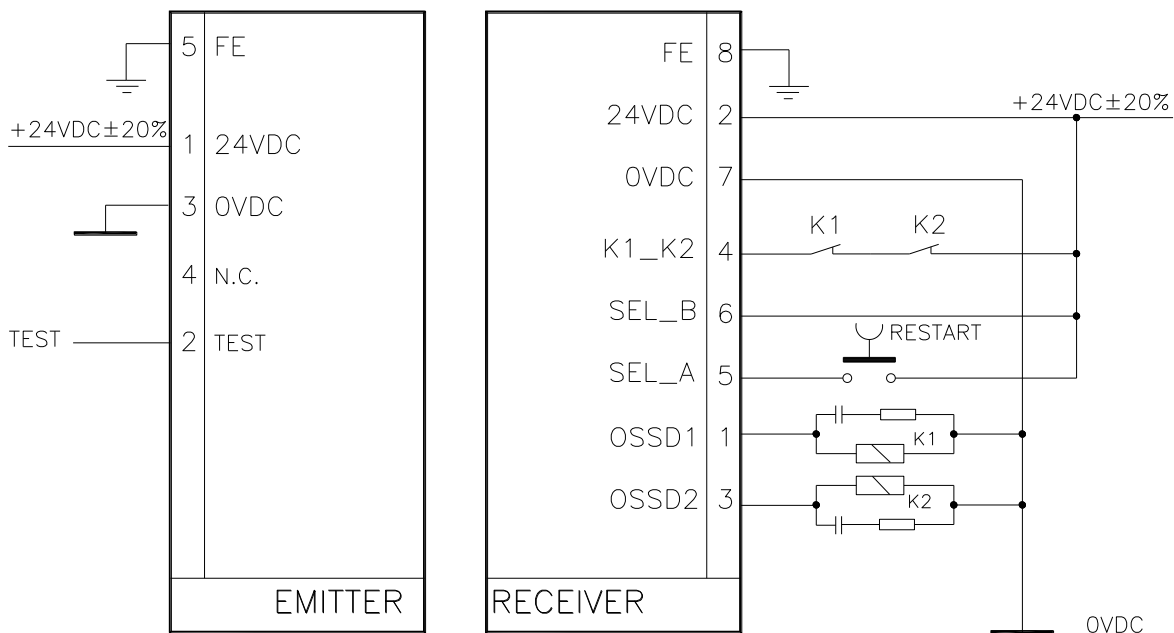 5 FE
+24VDC±20%
1 24VDC
3 0VDC
4 N.C.
TEST 2 TEST
EMITTER
FE 8
24VDC 2
+24VDC±20%
0VDC 7
K1_K2 4
K1 K2
SEL_B 6
RESTART
SEL_A 5
OSSD1 1
K1
OSSD2 3
K2
RECEIVER
0VDC